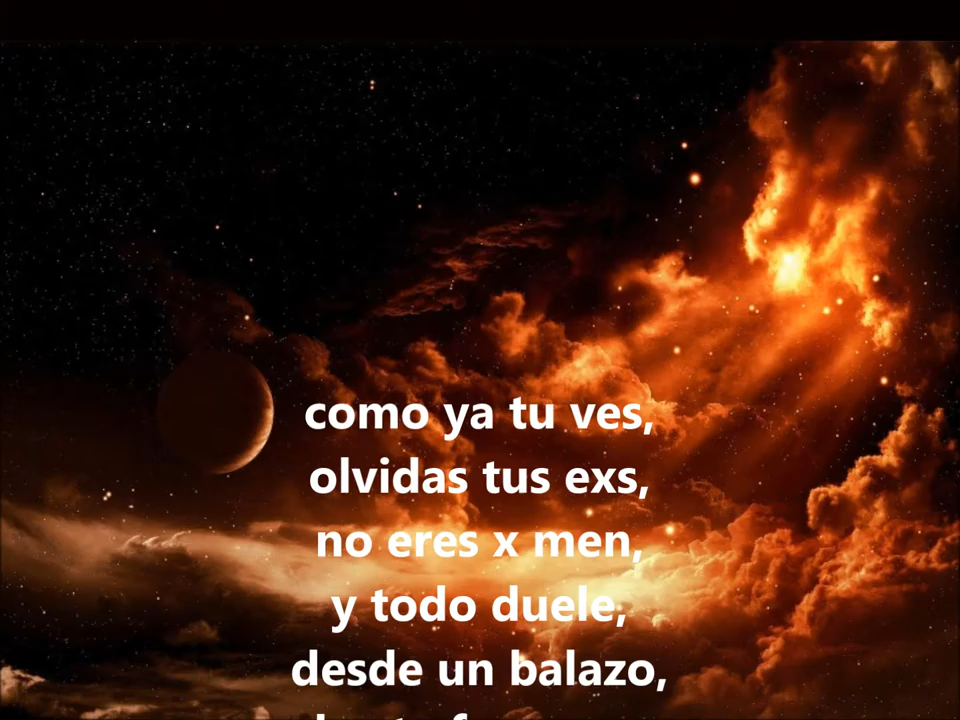 como ya tu ves,
olvidas tus exs,
no eres x men,
y todo duele,
desde un balazo,